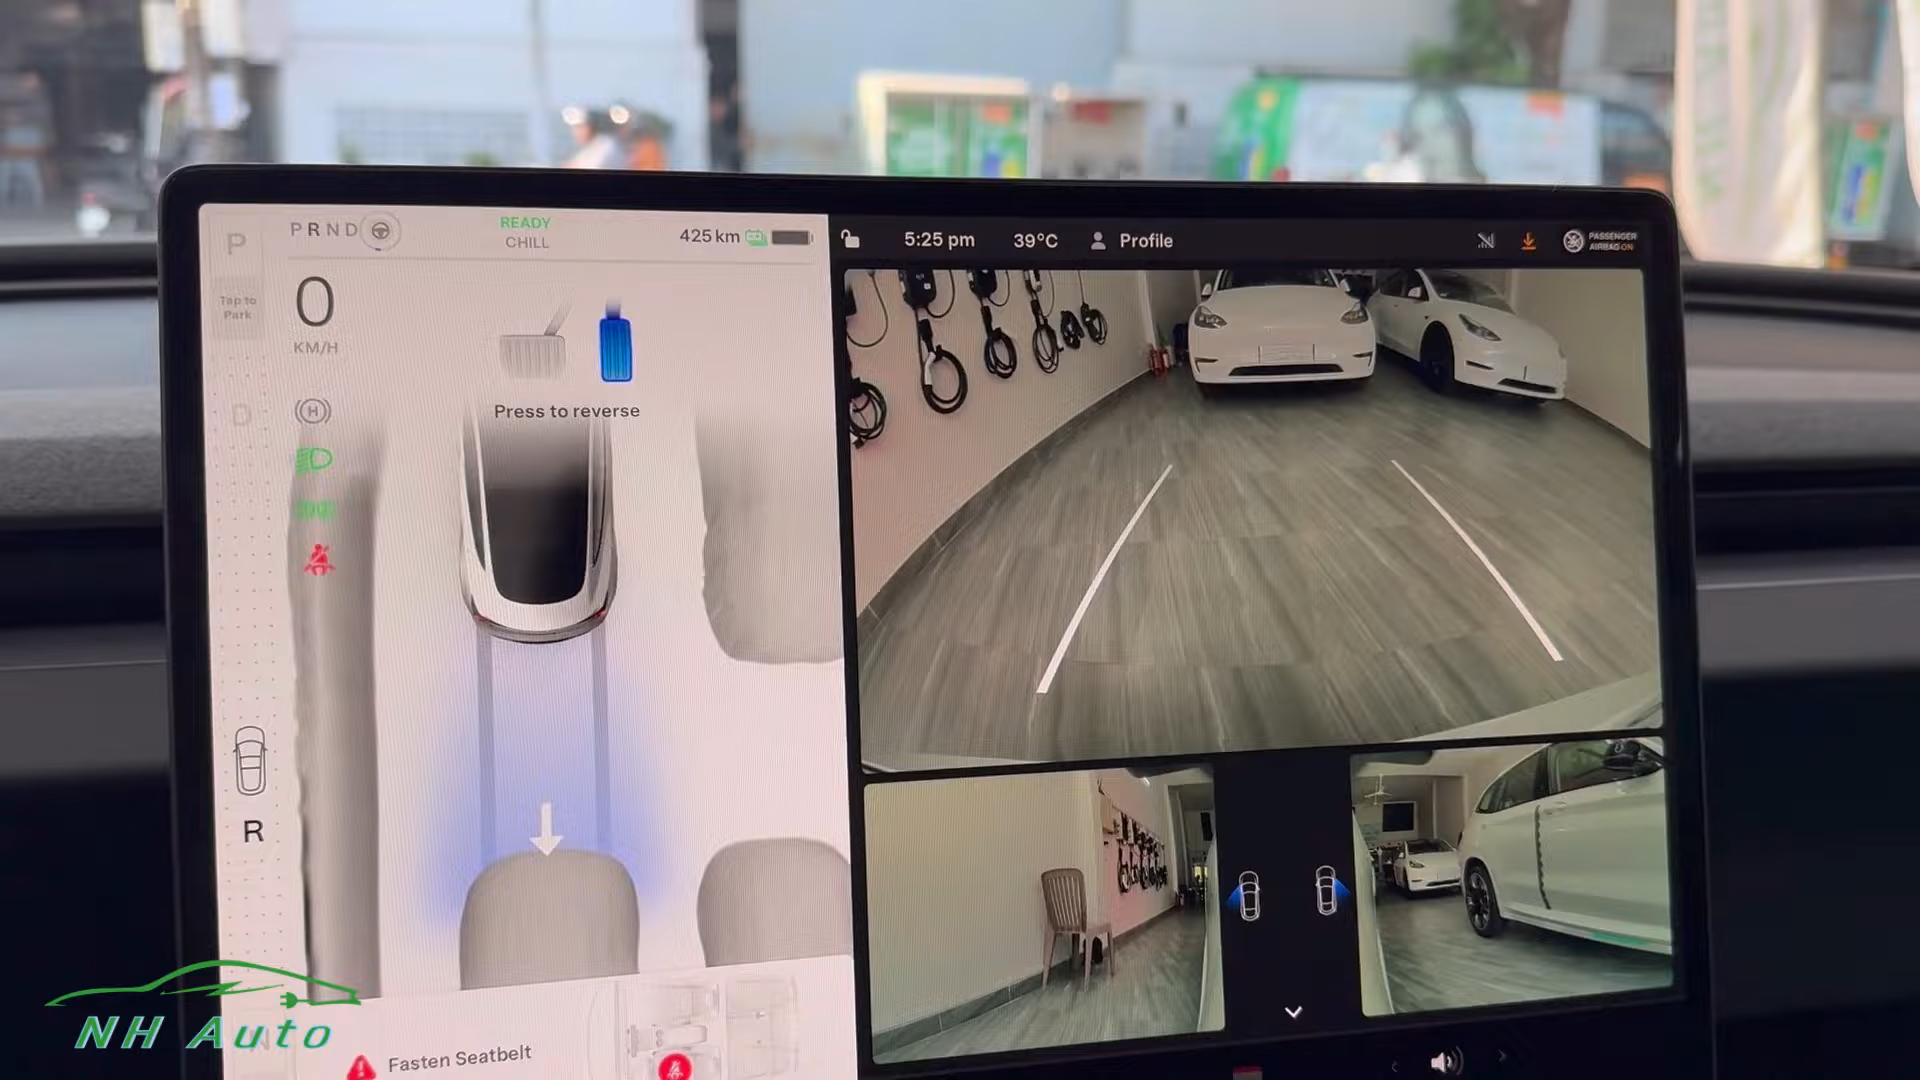 P
PRND
READY
CHILL
425 km
5:25 pm
39°C
Profile
PASSENGER
AIRBAG ON
Tap to
Park
0
KM/H
Press to reverse
D
R
Fasten Seatbelt
NH Auto